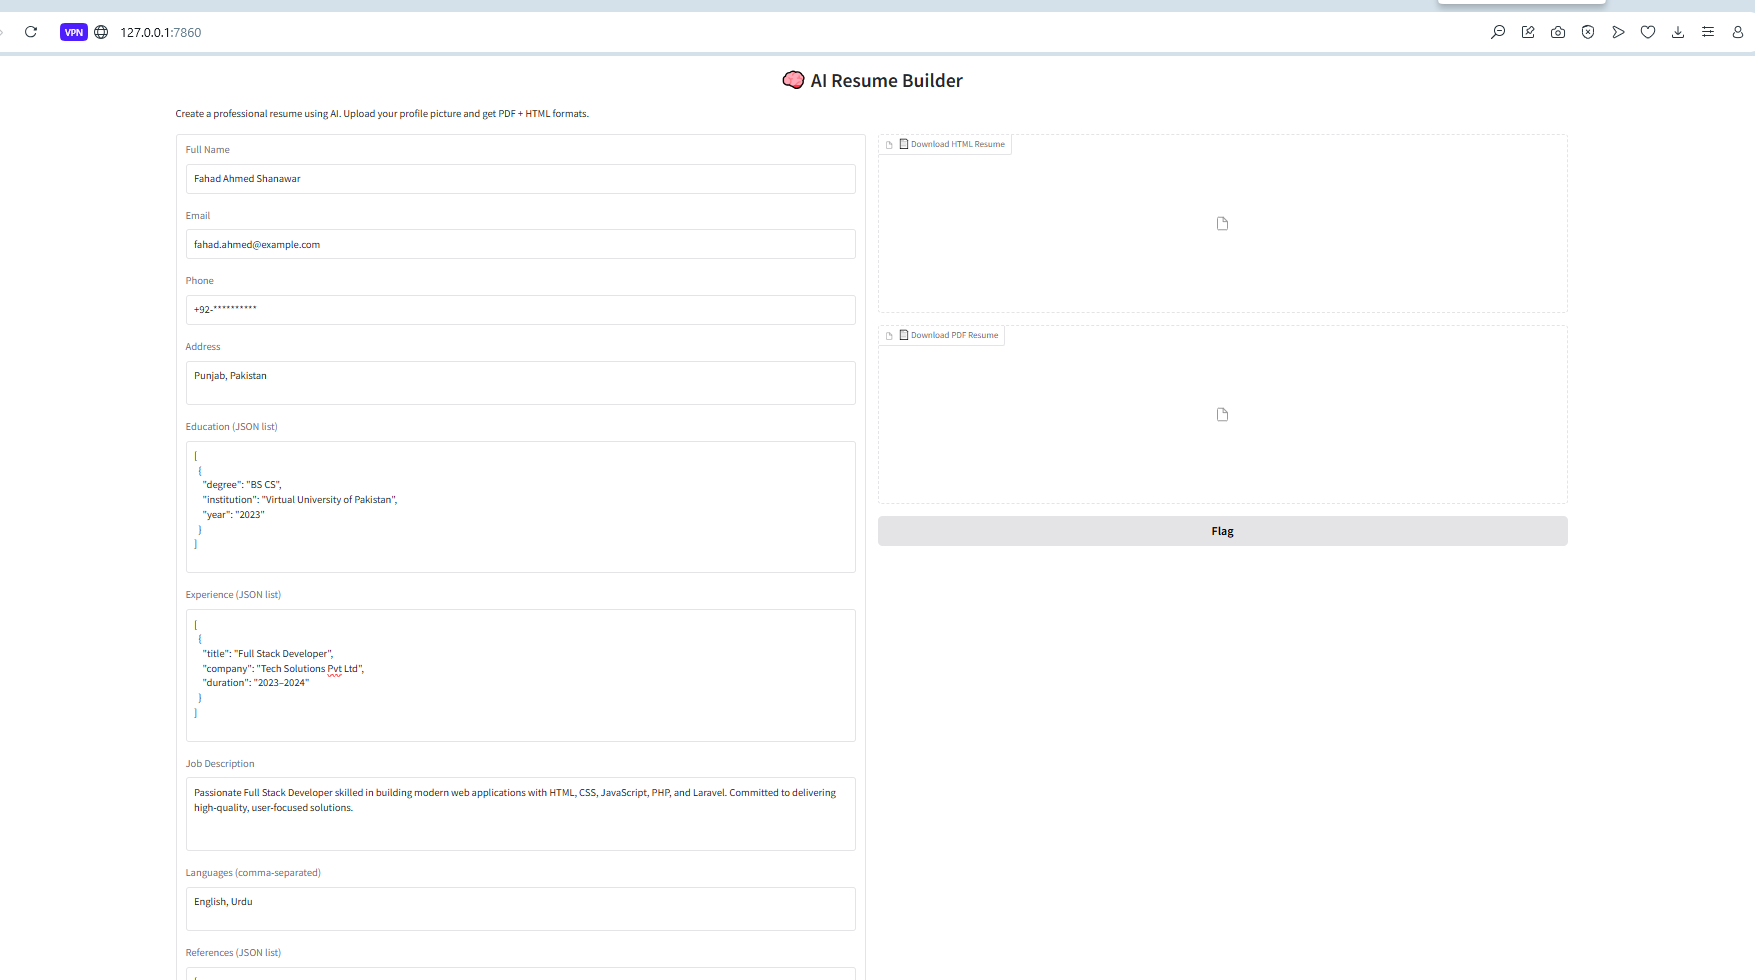 VPN
127.0.0.1:7860
AI Resume Builder
Create a professional resume using AI. Upload your profile picture and get PDF + HTML formats.
Full Name
Fahad Ahmed Shanawar
Email
fahad.ahmed@example.com
Phone
+92-**********
Address
Punjab, Pakistan
Education (JSON list)
[
{
"degree": "BS CS",
"institution": "Virtual University of Pakistan",
"year": "2023"
}
]
Experience (JSON list)
[
{
"title": "Full Stack Developer",
"company": "Tech Solutions Pvt Ltd",
"duration": "2023–2024"
}
]
Job Description
Passionate Full Stack Developer skilled in building modern web applications with HTML, CSS, JavaScript, PHP, and Laravel. Committed to delivering
high-quality, user-focused solutions.
Languages (comma-separated)
English, Urdu
References (JSON list)
Download HTML Resume
Download PDF Resume
Flag